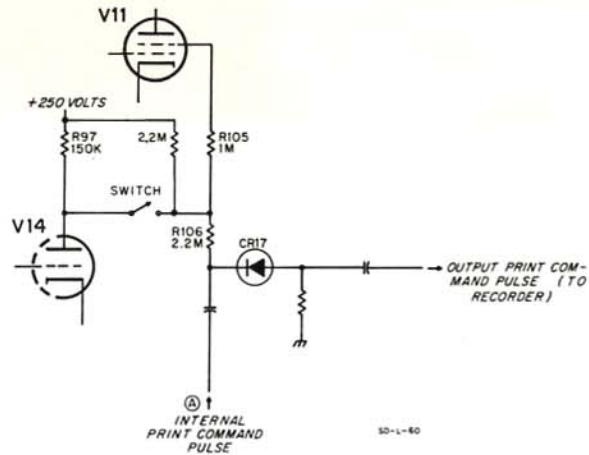 V11
+250 VOLTS
R97
150K
2.2M
R105
1M
SWITCH
V14
R106
2.2M
CR17
OUTPUT PRINT COM-
MAND PULSE (TO
RECORDER)
A
INTERNAL
PRINT COMMAND
PULSE
SD-L-60